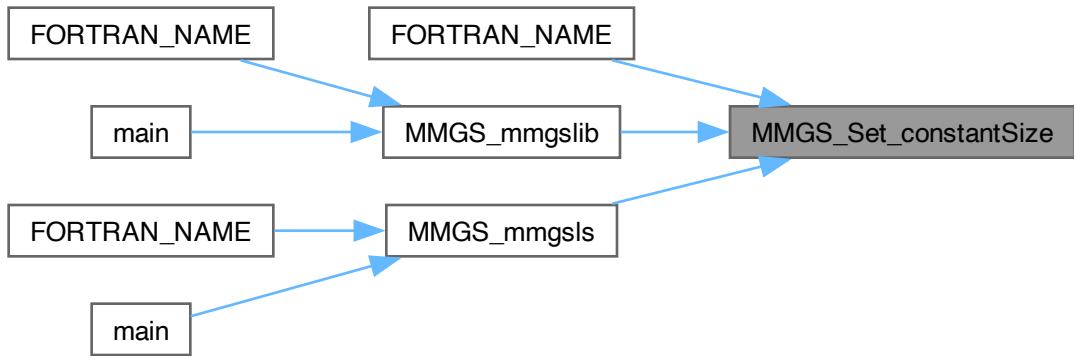 FORTRAN_NAME
FORTRAN_NAME
main
MMGS_mmgslib
MMGS_Set_constantSize
FORTRAN_NAME
MMGS_mmgsls
main